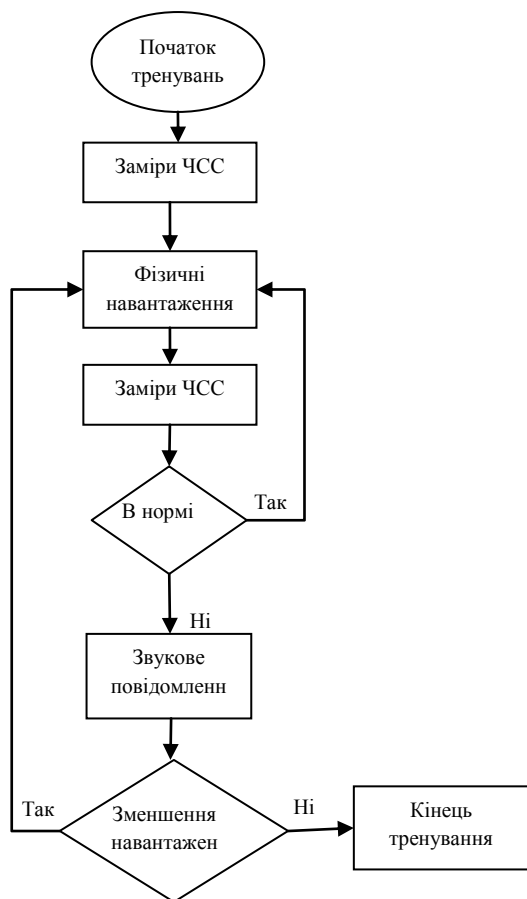 Початок
тренувань
Заміри ЧСС
Фізичні
навантаження
Заміри ЧСС
В нормі
Так
Ні
Звукове
повідомленн
Зменшення
навантажен
Так
Ні
Кінець
тренування